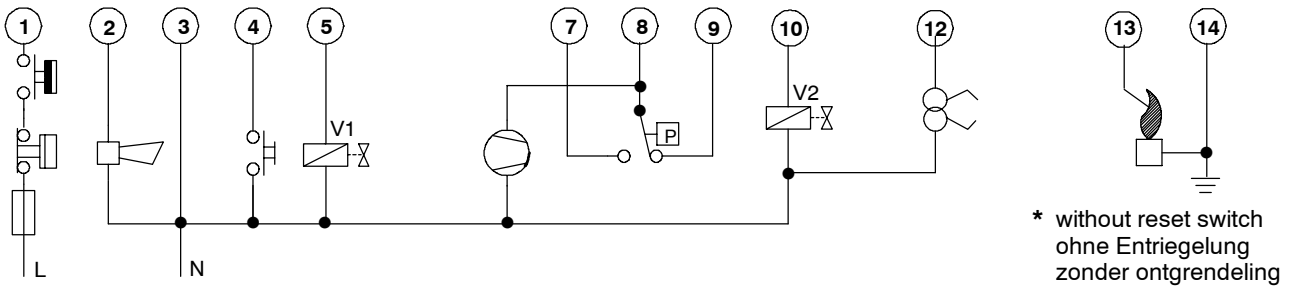 1 2 3 4 5 7 8 9 10 12 13 14
V1 P V2
L N
* without reset switch
ohne Entriegelung
zonder ontgrendeling